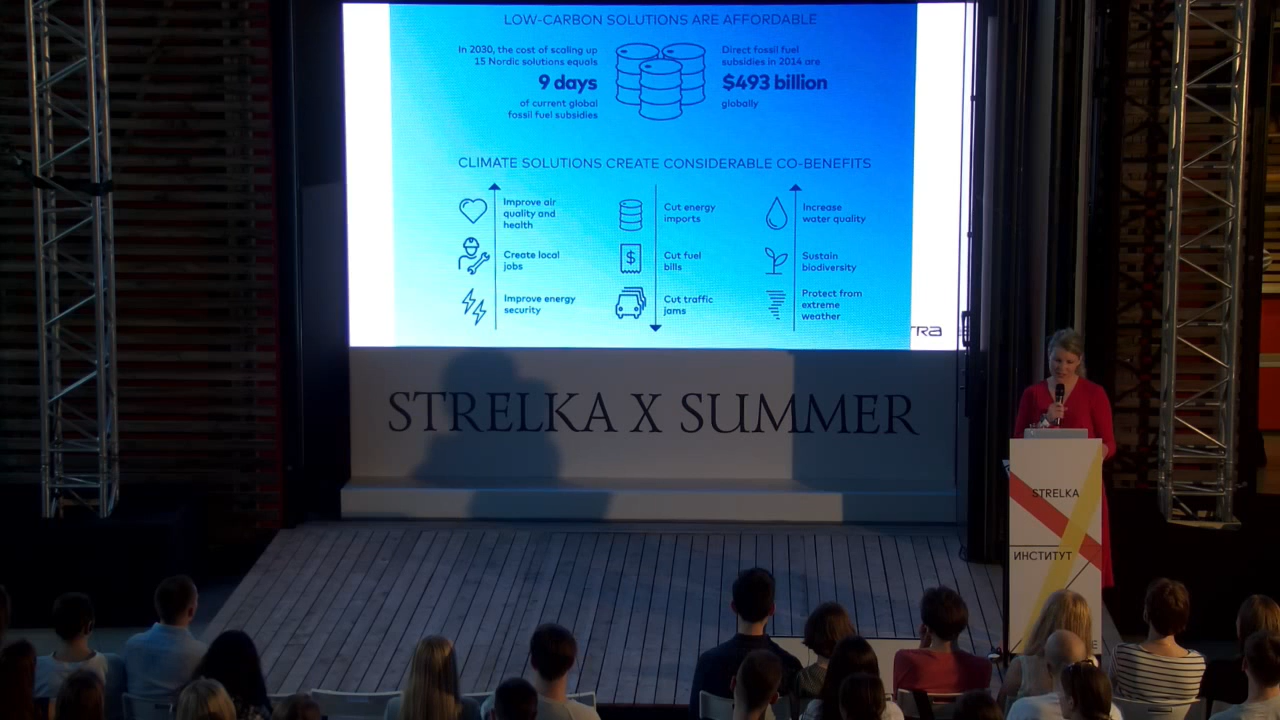 LOW-CARBON SOLUTIONS ARE AFFORDABLE
In 2030, the cost of scaling up
15 Nordic solutions equals
9 days
of current global
fossil fuel subsidies
Direct fossil fuel
subsidies in 2014 are
$493 billion
globally
CLIMATE SOLUTIONS CREATE CONSIDERABLE CO-BENEFITS
Improve air
quality and
health
Create local
jobs
Improve energy
security
Cut energy
imports
$
Cut fuel
bills
Cut traffic
jams
Increase
water quality
Sustain
biodiversity
Protect from
extreme
weather
TRA
STRELKA X SUMMER
STRELKA
ИНСТИТУТ